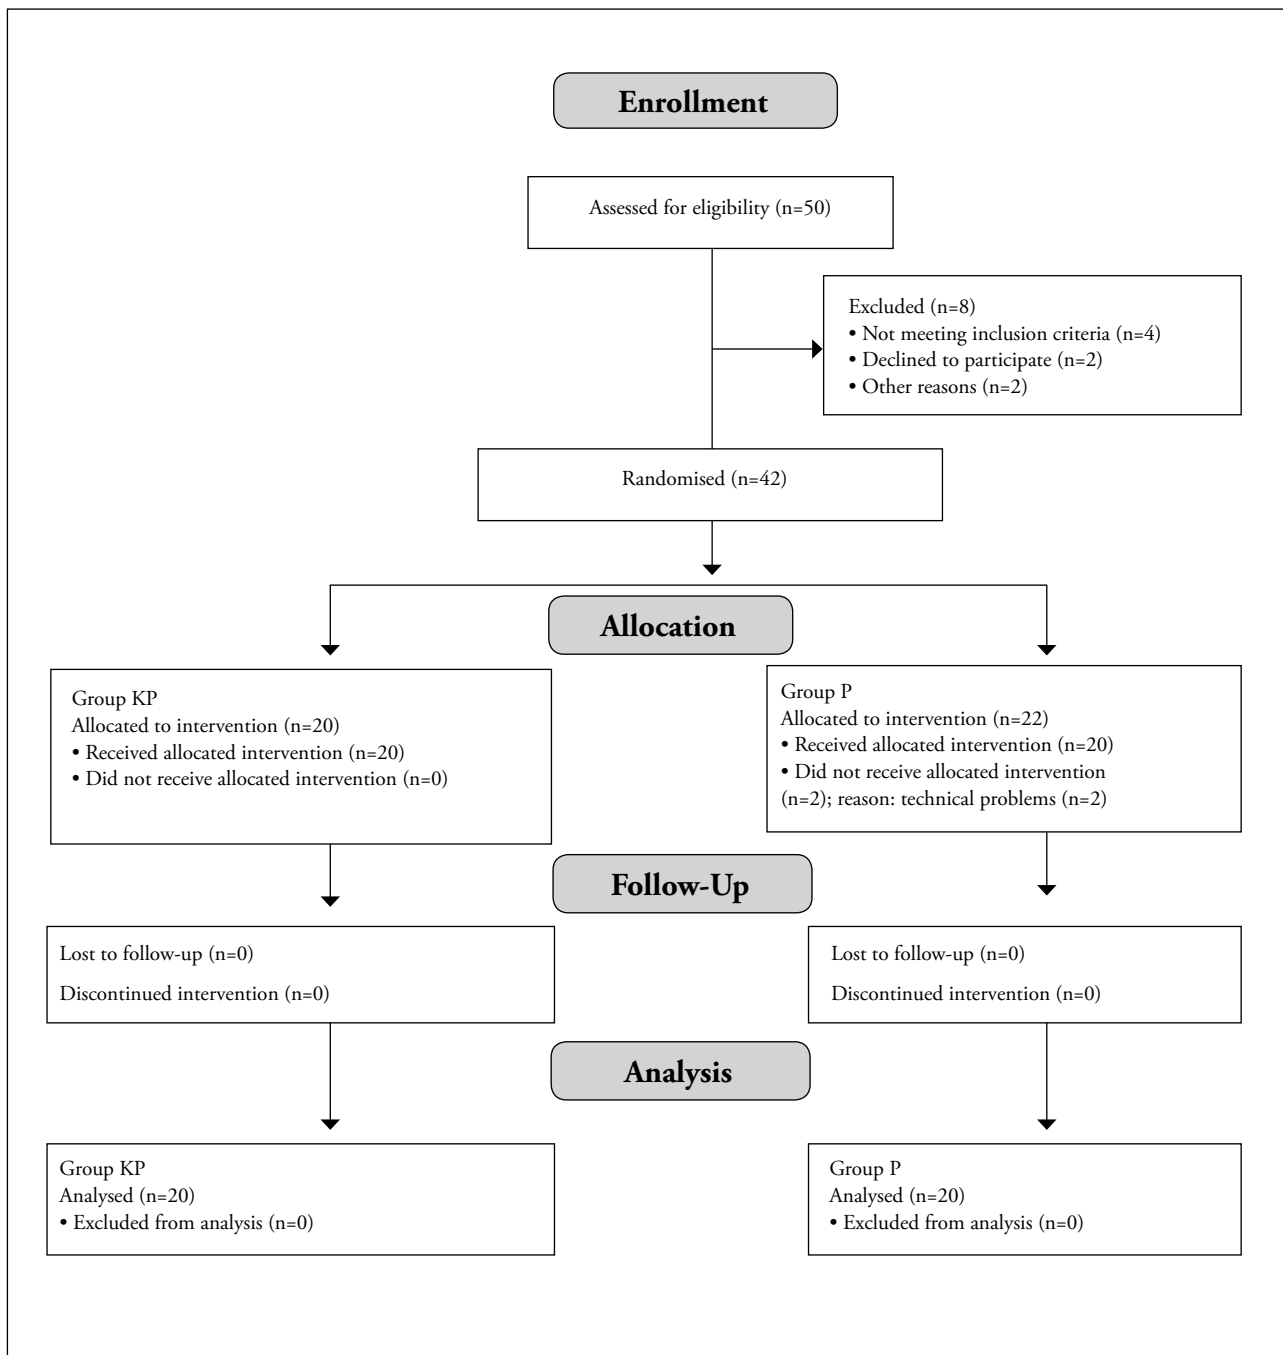 Enrollment
Assessed for eligibility (n=50)
Excluded (n=8)
• Not meeting inclusion criteria (n=4)
• Declined to participate (n=2)
• Other reasons (n=2)
Randomised (n=42)
Allocation
Group KP
Allocated to intervention (n=20)
• Received allocated intervention (n=20)
• Did not receive allocated intervention (n=0)
Group P
Allocated to intervention (n=22)
• Received allocated intervention (n=20)
• Did not receive allocated intervention
(n=2); reason: technical problems (n=2)
Follow-Up
Lost to follow-up (n=0)
Discontinued intervention (n=0)
Lost to follow-up (n=0)
Discontinued intervention (n=0)
Analysis
Group KP
Analysed (n=20)
• Excluded from analysis (n=0)
Group P
Analysed (n=20)
• Excluded from analysis (n=0)